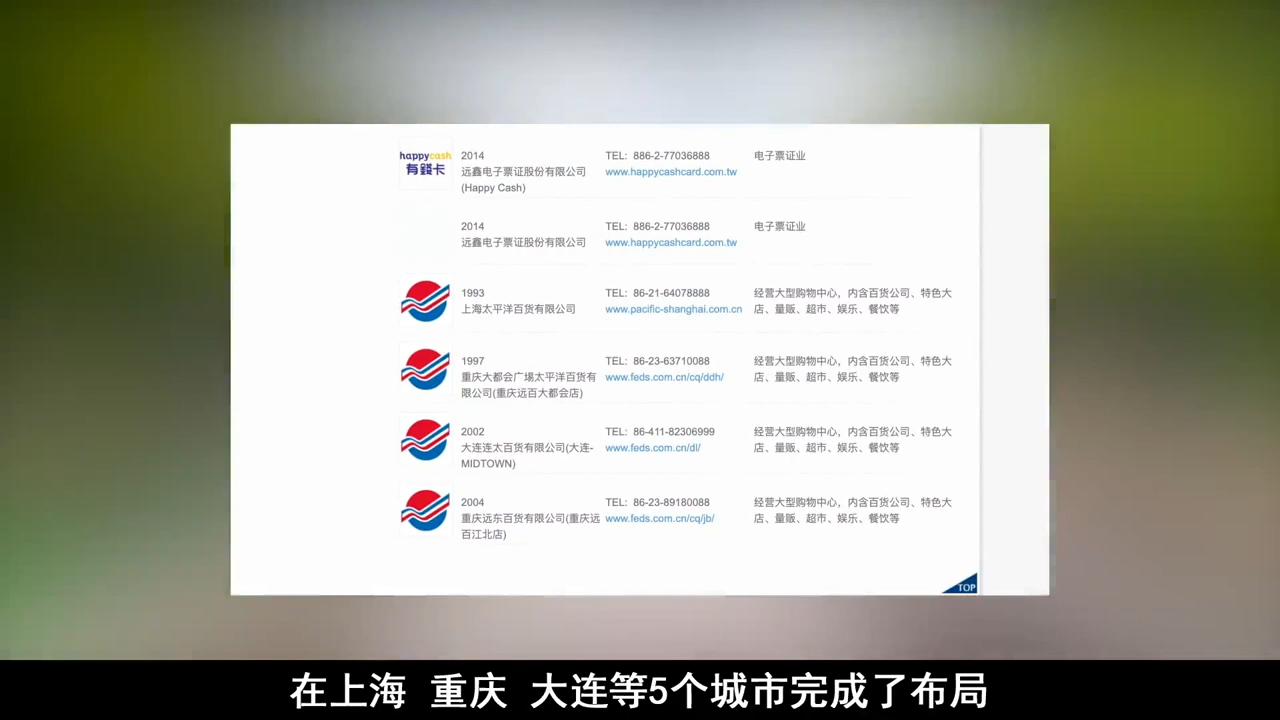 happycash
有錢卡
2014
远鑫电子票证股份有限公司
(Happy Cash)
TEL: 886-2-77036888
www.happycashcard.com.tw
电子票证业
2014
远鑫电子票证股份有限公司
TEL: 886-2-77036888
www.happycashcard.com.tw
电子票证业
1993
上海太平洋百货有限公司
TEL: 86-21-64078888
www.pacific-shanghai.com.cn
经营大型购物中心，内含百货公司、特色大
店、量贩、超市、娱乐、餐饮等
1997
重庆大都会广場太平洋百货有
限公司(重庆远百大都会店)
TEL: 86-23-63710088
www.feds.com.cn/cq/ddh/
经营大型购物中心，内含百货公司、特色大
店、量贩、超市、娱乐、餐饮等
2002
大连连太百货有限公司(大连-
MIDTOWN)
TEL: 86-411-82306999
www.feds.com.cn/dl/
经营大型购物中心，内含百货公司、特色大
店、量贩、超市、娱乐、餐饮等
2004
重庆远东百货有限公司(重庆远
百江北店)
TEL: 86-23-89180088
www.feds.com.cn/cq/jb/
经营大型购物中心，内含百货公司、特色大
店、量贩、超市、娱乐、餐饮等
TOP
在上海 重庆 大连等5个城市完成了布局